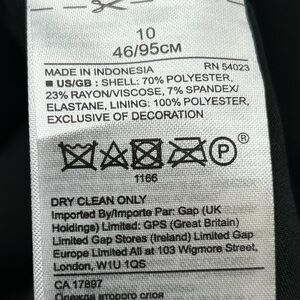 10
46/95CM
MADE IN INDONESIA RN 54023
■ US/GB : SHELL: 70% POLYESTER,
23% RAYON/VISCOSE, 7% SPANDEX/
ELASTANE, LINING: 100% POLYESTER,
EXCLUSIVE OF DECORATION
P ®
1166
DRY CLEAN ONLY
Imported By/Importe Par: Gap (UK
Holdings) Limited: GPS (Great Britain)
Limited Gap Stores (Ireland) Limited Gap
Europe Limited All at 103 Wigmore Street,
London, W1U 1QS
CA 17897
Одежда второго слоя